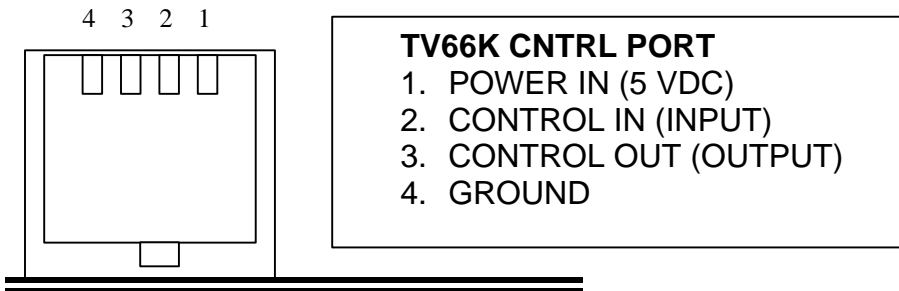 4 3 2 1
TV66K CNTRL PORT
1. POWER IN (5 VDC)
2. CONTROL IN (INPUT)
3. CONTROL OUT (OUTPUT)
4. GROUND